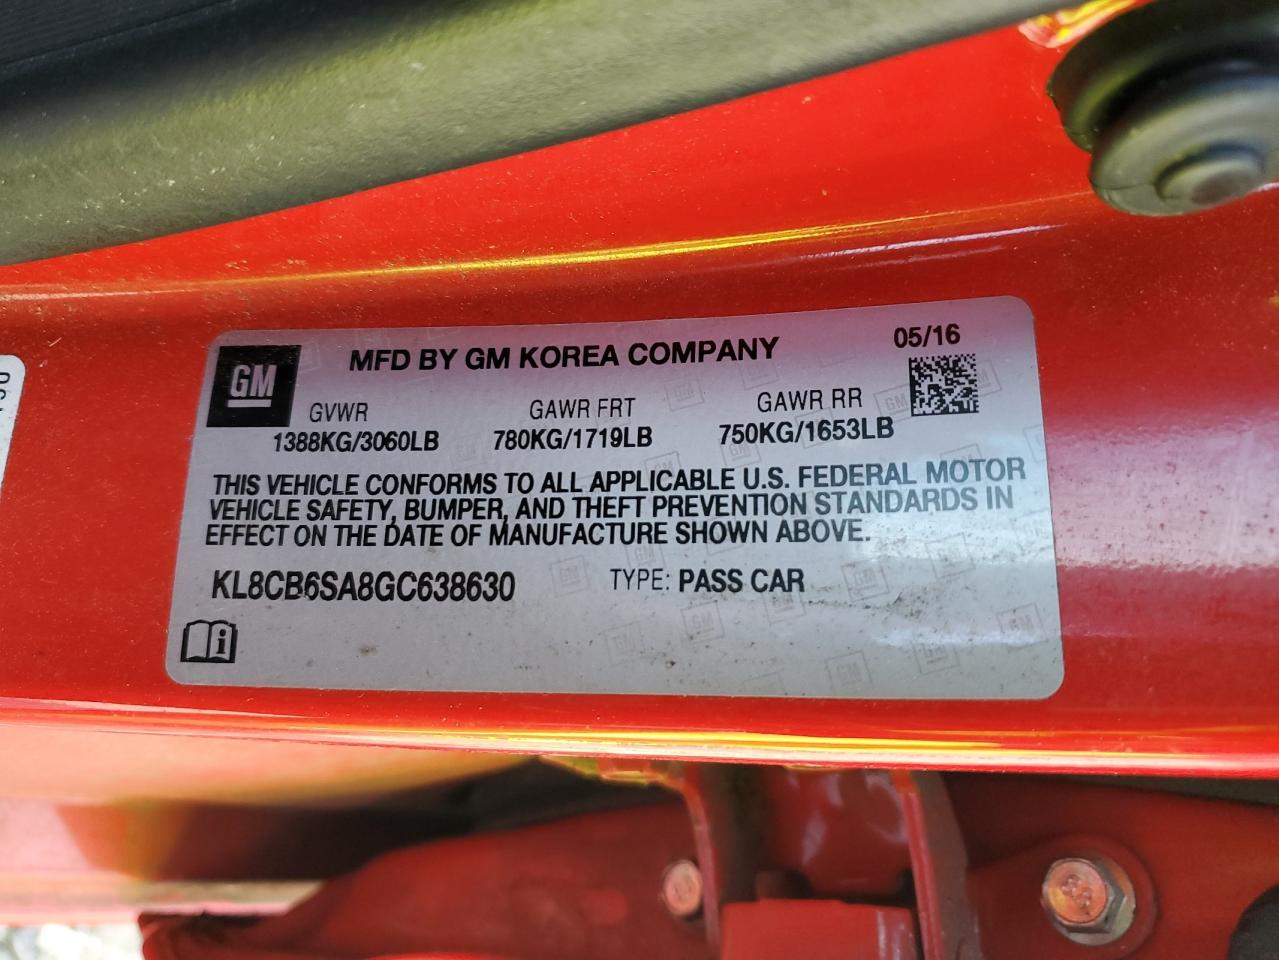 05/16
GM MFD BY GM KOREA COMPANY
GVWR GAWR FRT GAWR RR
1388KG/3060LB 780KG/1719LB 750KG/1653LB
THIS VEHICLE CONFORMS TO ALL APPLICABLE U.S. FEDERAL MOTOR
VEHICLE SAFETY, BUMPER, AND THEFT PREVENTION STANDARDS IN
EFFECT ON THE DATE OF MANUFACTURE SHOWN ABOVE.
KL8CB6SA8GC638630 TYPE: PASS CAR